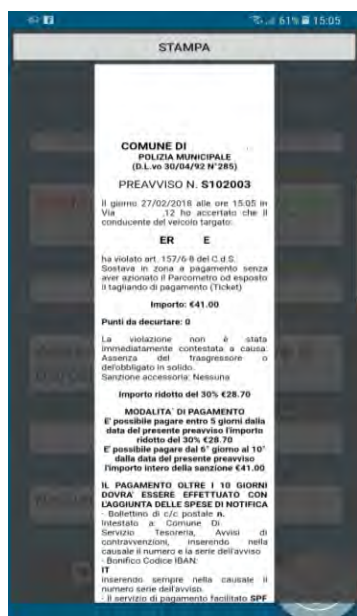 61% 15:05
STAMPA
COMUNE DI
POLIZIA MUNICIPALE
(D.L.vo 30/04/92 N°285)
PREAVVISO N. S102003
Il giorno 27/02/2018 alle ore 15:05 in
Via ,12 ho accertato che il
conducente del veicolo targato:
ER E
ha violato art. 157/6-8 del C.d.S.
Sostava in zona a pagamento senza
aver azionato il Parcometro od esposto
il tagliando di pagamento (Ticket)
Importo: €41.00
Punti da decurtare: 0
La violazione non è stata
immediatamente contestata a causa:
Assenza del trasgressore o
dell'obbligato in solido.
Sanzione accessoria: Nessuna
Importo ridotto del 30% €28.70
MODALITA` DI PAGAMENTO
E' possibile pagare entro 5 giorni dalla
data del presente preavviso l'importo
ridotto del 30% €28.70
E' possibile pagare dal 6° giorno al 10°
dalla data del presente preavviso
l'importo intero della sanzione €41.00
IL PAGAMENTO OLTRE I 10 GIORNI
DOVRA` ESSERE EFFETTUATO CON
L'AGGIUNTA DELLE SPESE DI NOTIFICA
- Bollettino di c/c postale n.
Intestato a: Comune Di
Servizio Tesoreria, Avvisi di
contravvenzioni, inserendo nella
causale il numero e la serie dell'avviso
- Bonifico Codice IBAN:
IT
inserendo sempre nella causale il
numero serie dell'avviso.
- Il servizio di pagamento facilitato SPF